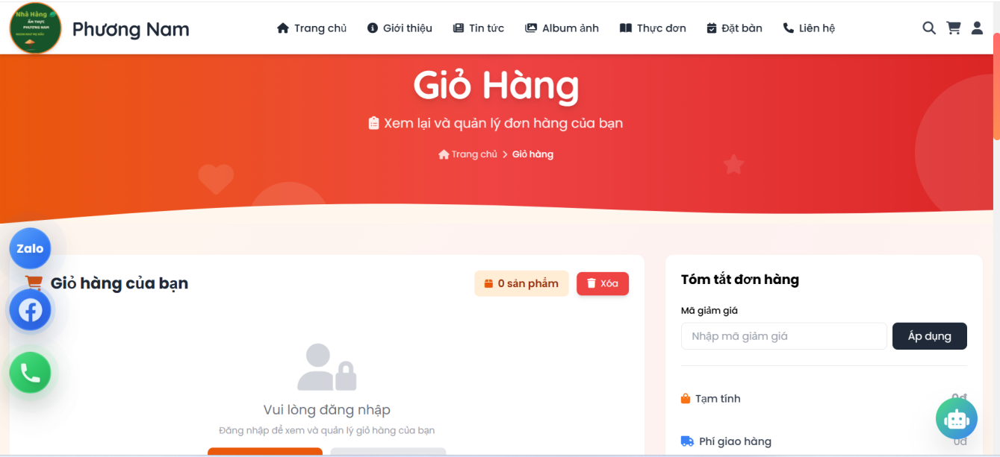 Nhà Hàng
ẨM THỰC
PHƯƠNG NAM
Phương Nam
Trang chủ
Giới thiệu
Tin tức
Album ảnh
Thực đơn
Đặt bàn
Liên hệ
Giỏ Hàng
Xem lại và quản lý đơn hàng của bạn
Trang chủ > Giỏ hàng
Zalo
Giỏ hàng của bạn
0 sản phẩm
Xóa
Vui lòng đăng nhập
Đăng nhập để xem và quản lý giỏ hàng của bạn
Tóm tắt đơn hàng
Mã giảm giá
Nhập mã giảm giá
Áp dụng
Tạm tính
0đ
Phí giao hàng
0đ